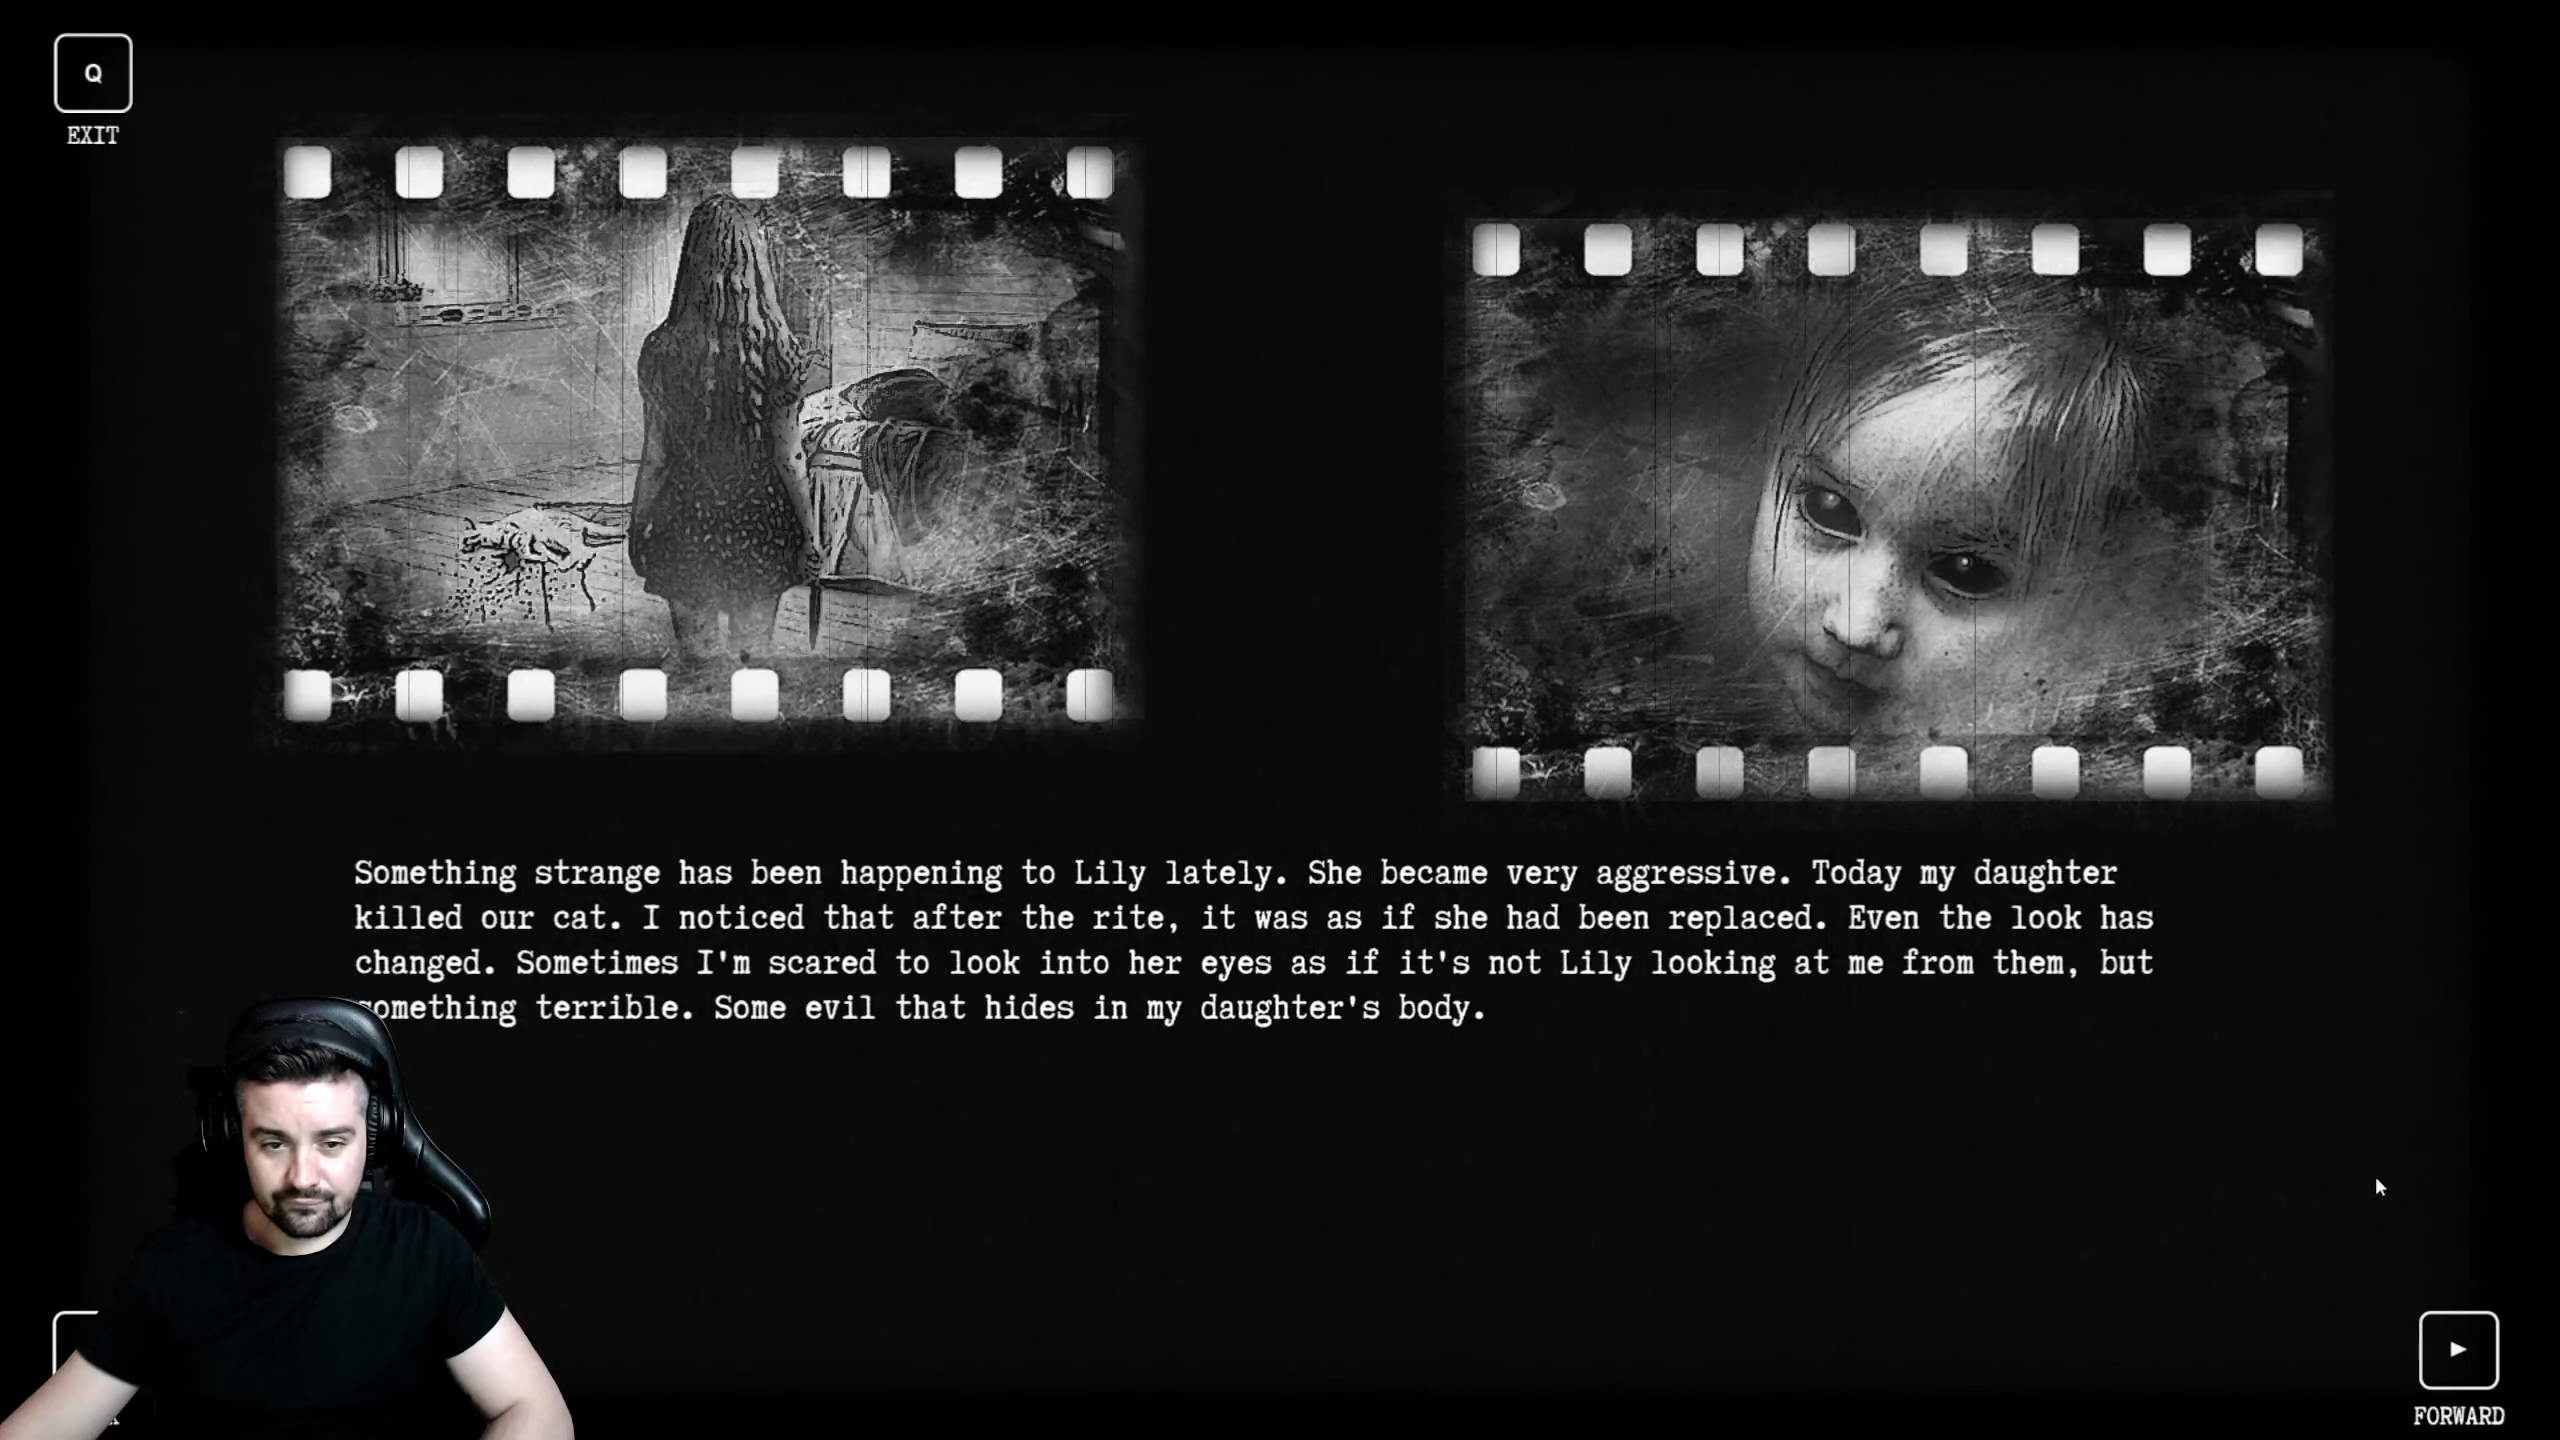 Q
EXIT
Something strange has been happening to Lily lately. She became very aggressive. Today my daughter
killed our cat. I noticed that after the rite, it was as if she had been replaced. Even the look has
changed. Sometimes I'm scared to look into her eyes as if it's not Lily looking at me from them, but
something terrible. Some evil that hides in my daughter's body.
FORWARD